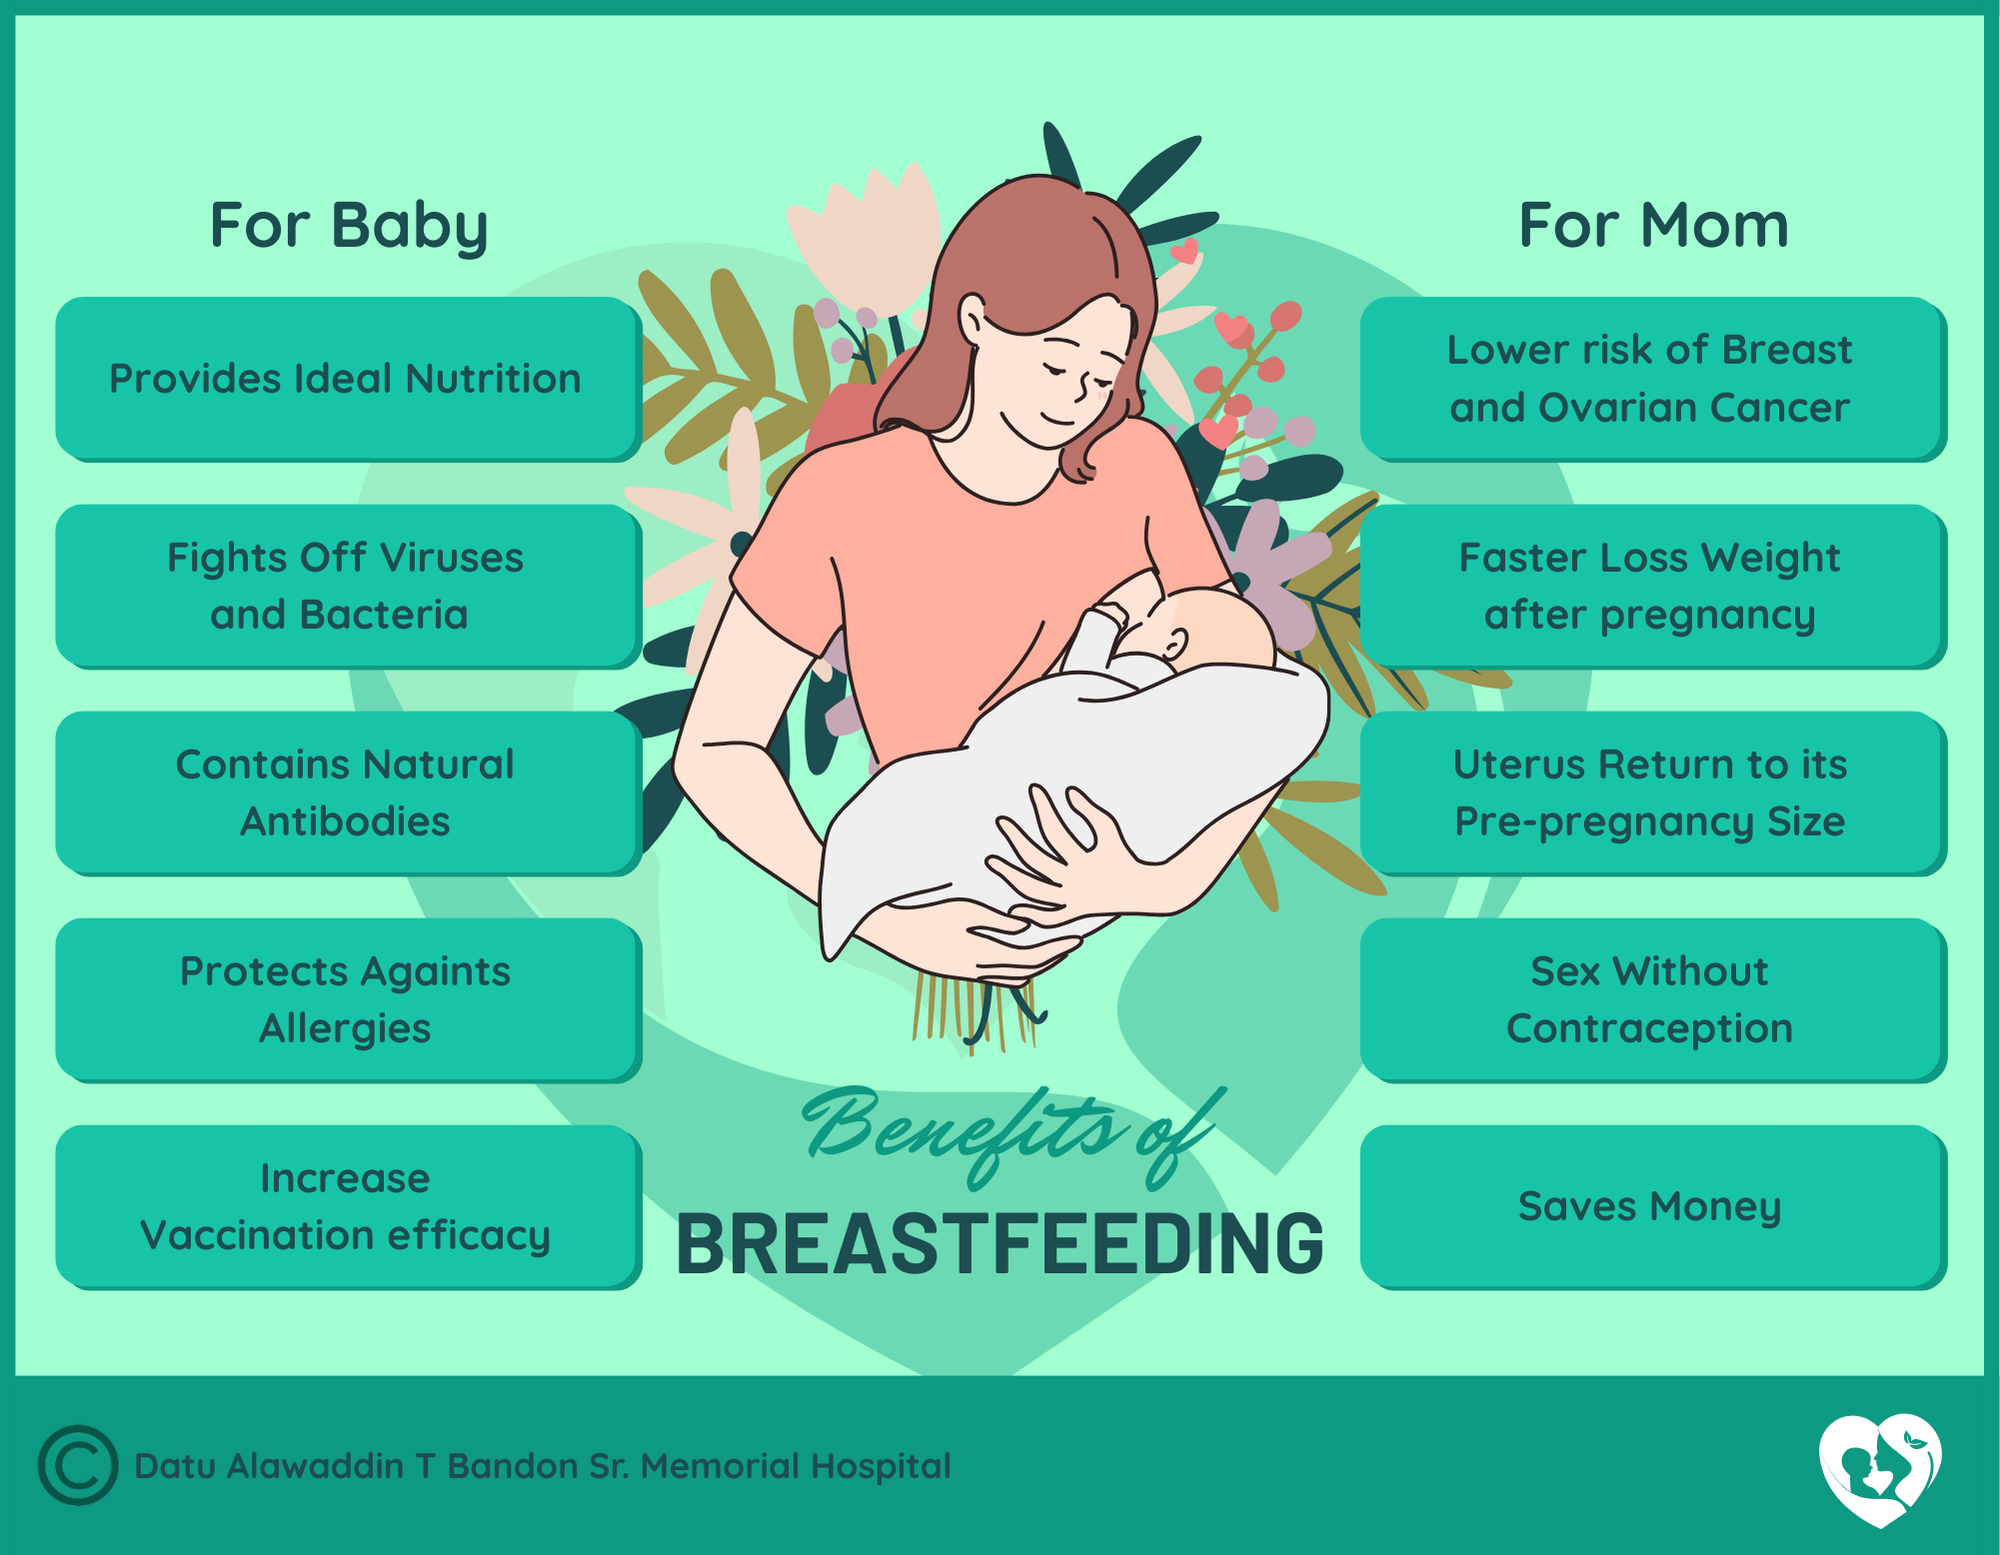 For Baby
Provides Ideal Nutrition
Fights Off Viruses
and Bacteria
Contains Natural
Antibodies
Protects Againts
Allergies
Increase
Vaccination efficacy
For Mom
Lower risk of Breast
and Ovarian Cancer
Faster Loss Weight
after pregnancy
Uterus Return to its
Pre-pregnancy Size
Sex Without
Contraception
Saves Money
Benefits of
BREASTFEEDING
© Datu Alawaddin T Bandon Sr. Memorial Hospital